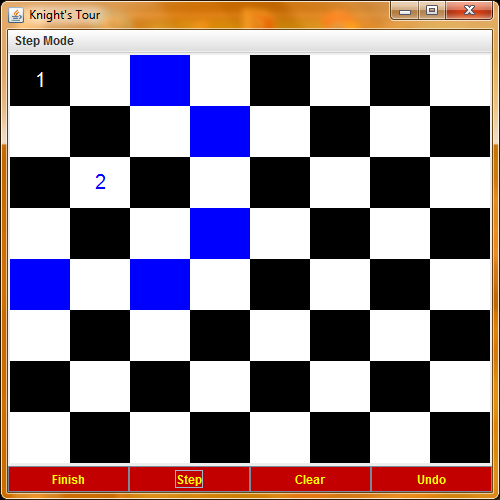 Knight's Tour
Step Mode
1
2
Finish Step Clear Undo